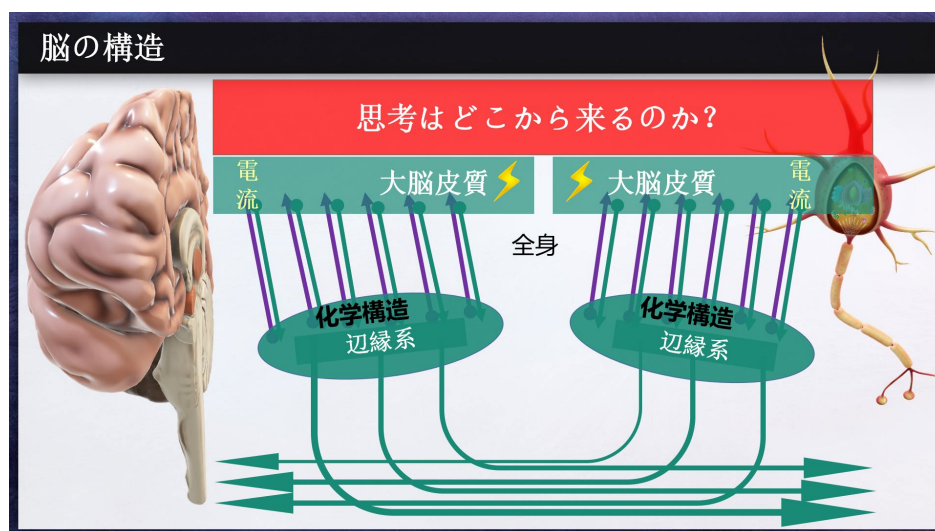 脳の構造
思考はどこから来るのか?
電流
大脳皮質
大脳皮質
電流
全身
化学構造
辺縁系
化学構造
辺縁系